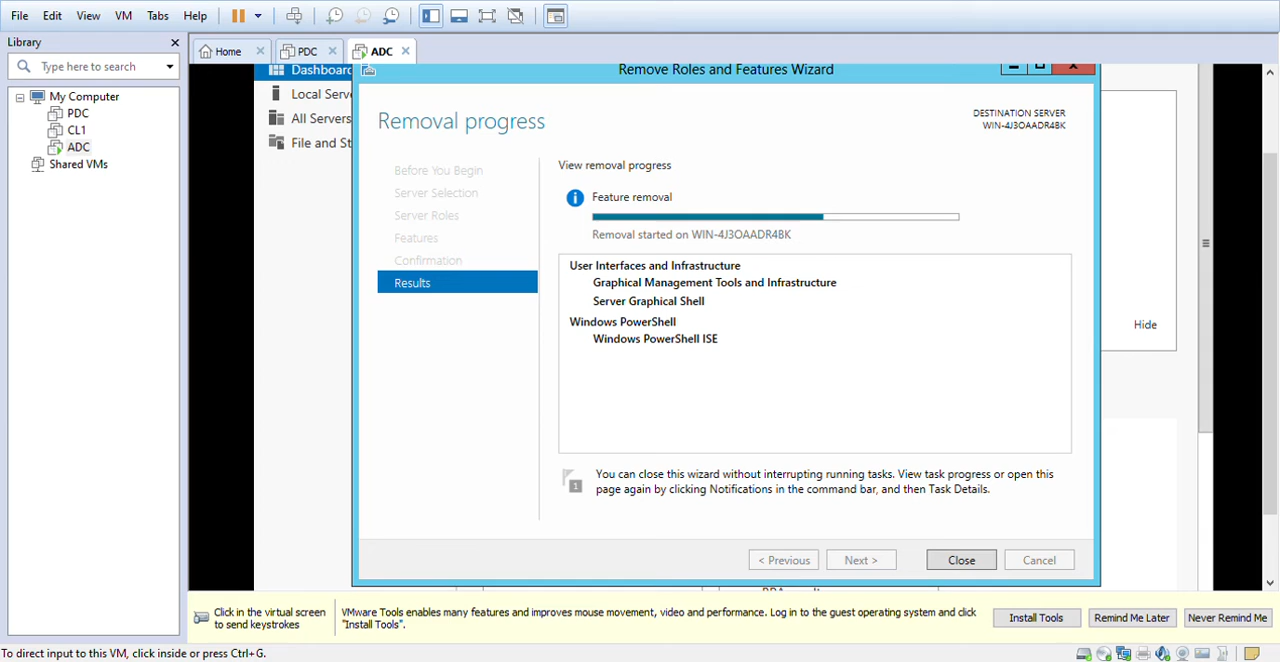 File Edit View VM Tabs Help
Library
Type here to search
My Computer
PDC
CL1
ADC
Shared VMs
Home PDC ADC
Dashboard
Local Serve
All Servers
File and St
Remove Roles and Features Wizard
Removal progress
DESTINATION SERVER
WIN-4J3OAADR4BK
Before You Begin
Server Selection
Server Roles
Features
Confirmation
Results
View removal progress
Feature removal
Removal started on WIN-4J3OAADR4BK
User Interfaces and Infrastructure
Graphical Management Tools and Infrastructure
Server Graphical Shell
Windows PowerShell
Windows PowerShell ISE
1
You can close this wizard without interrupting running tasks. View task progress or open this
page again by clicking Notifications in the command bar, and then Task Details.
< Previous Next > Close Cancel
Hide
Click in the virtual screen
to send keystrokes
VMware Tools enables many features and improves mouse movement, video and performance. Log in to the guest operating system and click
"Install Tools".
Install Tools Remind Me Later Never Remind Me
To direct input to this VM, click inside or press Ctrl+G.